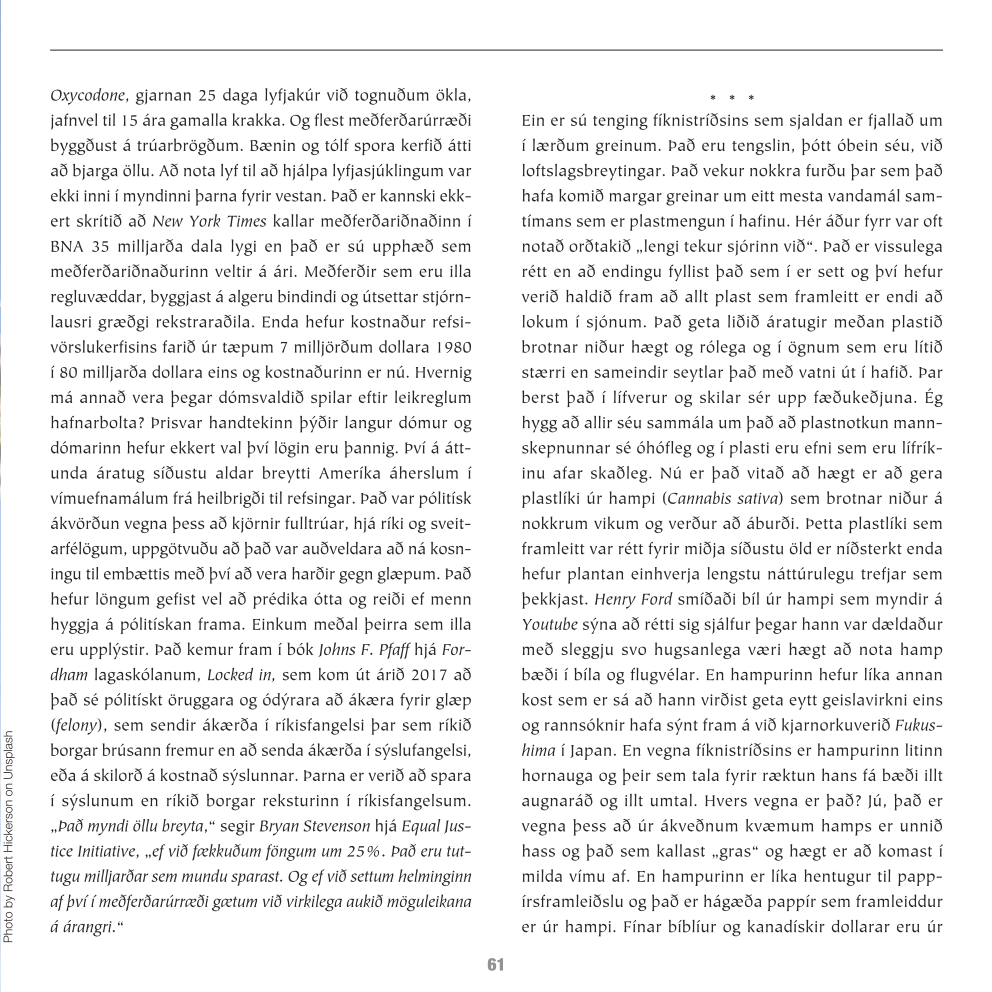 Oxycodone, gjarnan 25 daga lyfjakúr við tognuðum ökla,
jafnvel til 15 ára gamalla krakka. Og flest meðferðarúrræði
byggðust á trúarbrögðum. Bænin og tólf spora kerfið átti
að bjarga öllu. Að nota lyf til að hjálpa lyfjasjúklingum var
ekki inni í myndinni þarna fyrir vestan. Það er kannski ekk-
ert skrítið að New York Times kallar meðferðariðnaðinn í
BNA 35 milljarða dala lygi en það er sú upphæð sem
meðferðariðnaðurinn veltir á ári. Meðferðir sem eru illa
regluvæddar, byggjast á algeru bindindi og útsettar stjórn-
lausri græðgi rekstraraðila. Enda hefur kostnaður refsi-
vörslukerfisins farið úr tæpum 7 milljörðum dollara 1980
í 80 milljarða dollara eins og kostnaðurinn er nú. Hvernig
má annað vera þegar dómsvaldið spilar eftir leikreglum
hafnarbolta? Þrisvar handtekinn þýðir langur dómur og
dómarinn hefur ekkert val því lögin eru þannig. Því á átt-
unda áratug síðustu aldar breytti Ameríka áherslum í
vímuefnamálum frá heilbrigði til refsingar. Það var pólitísk
ákvörðun vegna þess að kjörnir fulltrúar, hjá ríki og sveit-
arfélögum, uppgötvuðu að það var auðveldara að ná kosn-
ingu til embættis með því að vera harðir gegn glæpum. Það
hefur löngum gefist vel að prédika ótta og reiði ef menn
hyggja á pólitískan frama. Einkum meðal þeirra sem illa
eru upplýstir. Það kemur fram í bók Johns F. Pfaff hjá For-
dham lagaskólanum, Locked in, sem kom út árið 2017 að
það sé pólitískt öruggara og ódýrara að ákæra fyrir glæp
(felony), sem sendir ákærða í ríkisfangelsi þar sem ríkið
borgar brúsann fremur en að senda ákærða í sýslufangelsi,
eða á skilorð á kostnað sýslunnar. Þarna er verið að spara
í sýslunum en ríkið borgar reksturinn í ríkisfangelsum.
„Það myndi öllu breyta,“ segir Bryan Stevenson hjá Equal Jus-
tice Initiative, „ef við fækkuðum föngum um 25%. Það eru tut-
tugu milljarðar sem mundu sparast. Og ef við settum helminginn
af því í meðferðarúrræði gætum við virkilega aukið möguleikana
á árangri.“
* * *
Ein er sú tenging fíknistríðsins sem sjaldan er fjallað um
í lærðum greinum. Það eru tengslin, þótt óbein séu, við
loftslagsbreytingar. Það vekur nokkra furðu þar sem það
hafa komið margar greinar um eitt mesta vandamál sam-
tímans sem er plastmengun í hafinu. Hér áður fyrr var oft
notað orðtakið „lengi tekur sjórinn við“. Það er vissulega
rétt en að endingu fyllist það sem í er sett og því hefur
verið haldið fram að allt plast sem framleitt er endi að
lokum í sjónum. Það geta liðið áratugir meðan plastið
brotnar niður hægt og rólega og í ögnum sem eru lítið
stærri en sameindir seytlar það með vatni út í hafið. Þar
berst það í lífverur og skilar sér upp fæðukeðjuna. Ég
hygg að allir séu sammála um það að plastnotkun mann-
skepnunnar sé óhófleg og í plasti eru efni sem eru lífrík-
inu afar skaðleg. Nú er það vitað að hægt er að gera
plastlíki úr hampi (Cannabis sativa) sem brotnar niður á
nokkrum vikum og verður að áburði. Þetta plastlíki sem
framleitt var rétt fyrir miðja síðustu öld er níðsterkt enda
hefur plantan einhverja lengstu náttúrulegu trefjar sem
þekkjast. Henry Ford smíðaði bíl úr hampi sem myndir á
Youtube sýna að rétti sig sjálfur þegar hann var dældaður
með sleggju svo hugsanlega væri hægt að nota hamp
bæði í bíla og flugvélar. En hampurinn hefur líka annan
kost sem er sá að hann virðist geta eytt geislavirkni eins
og rannsóknir hafa sýnt fram á við kjarnorkuverið Fukus-
hima í Japan. En vegna fíknistríðsins er hampurinn litinn
hornauga og þeir sem tala fyrir ræktun hans fá bæði illt
augnaráð og illt umtal. Hvers vegna er það? Jú, það er
vegna þess að úr ákveðnum kvæmum hamps er unnið
hass og það sem kallast „gras“ og hægt er að komast í
milda vímu af. En hampurinn er líka hentugur til papp-
írsframleiðslu og það er hágæða pappír sem framleiddur
er úr hampi. Fínar bíblíur og kanadískir dollarar eru úr
Photo by Robert Hickerson on Unsplash
61